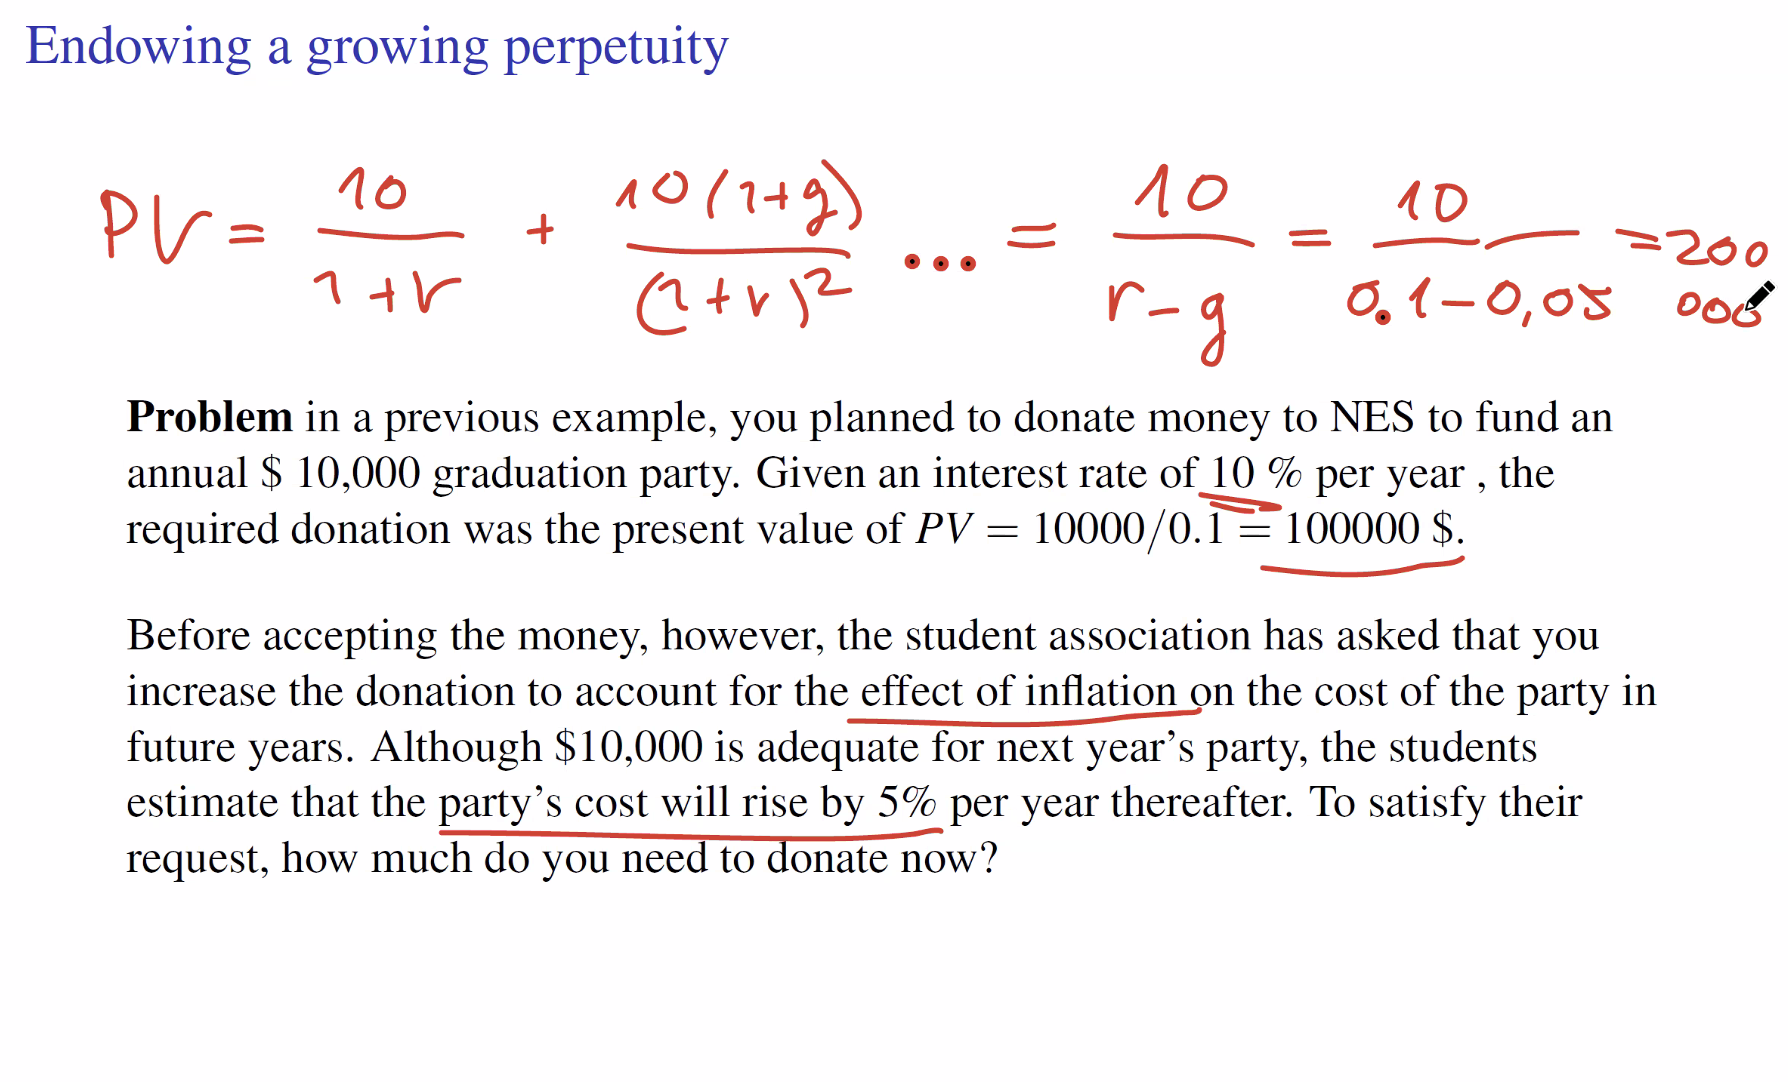 Endowing a growing perpetuity
PV = 10/(1+r) + 10(1+g)/(1+r)² ... = 10/(r-g) = 10/(0.1-0,05) = 200 000
Problem in a previous example, you planned to donate money to NES to fund an
annual $ 10,000 graduation party. Given an interest rate of 10 % per year , the
required donation was the present value of PV = 10000/0.1 = 100000 $.
Before accepting the money, however, the student association has asked that you
increase the donation to account for the effect of inflation on the cost of the party in
future years. Although $10,000 is adequate for next year's party, the students
estimate that the party's cost will rise by 5% per year thereafter. To satisfy their
request, how much do you need to donate now?